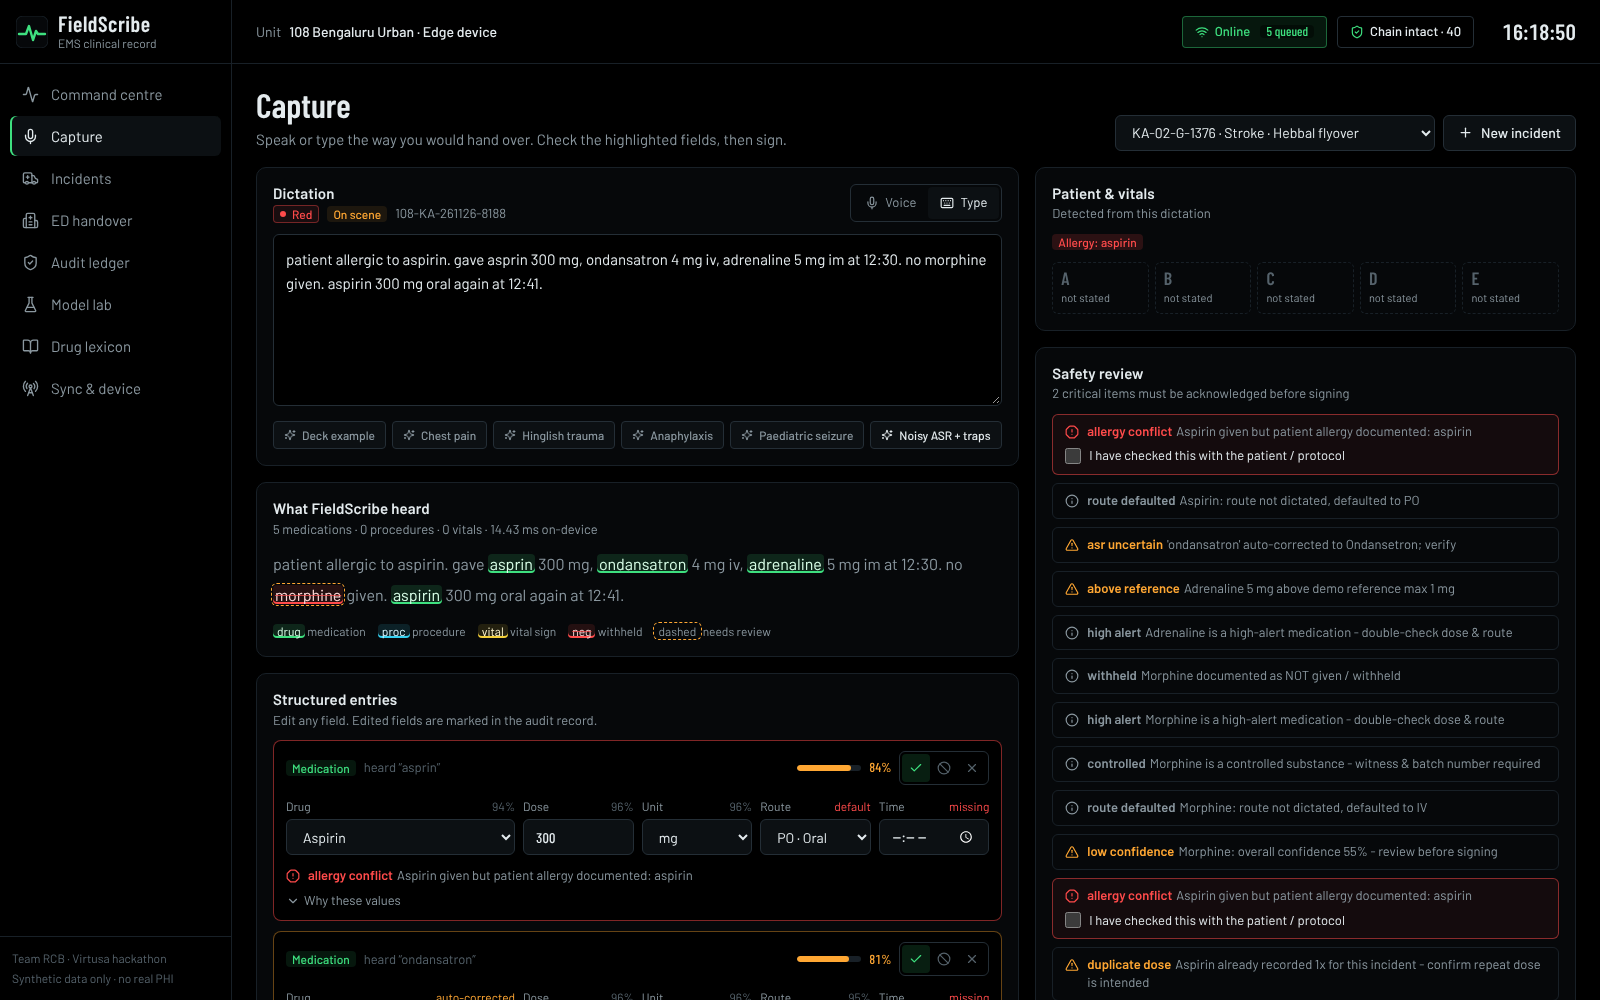 FieldScribe
EMS clinical record
Unit 108 Bengaluru Urban · Edge device
Online 5 queued
Chain intact · 40
16:18:50
Command centre
Capture
Incidents
ED handover
Audit ledger
Model lab
Drug lexicon
Sync & device
Team RCB · Virtusa hackathon
Synthetic data only · no real PHI
Capture
Speak or type the way you would hand over. Check the highlighted fields, then sign.
KA-02-G-1376 · Stroke · Hebbal flyover
New incident
Dictation
Red On scene 108-KA-261126-8188
Voice Type
patient allergic to aspirin. gave asprin 300 mg, ondansatron 4 mg iv, adrenaline 5 mg im at 12:30. no morphine
given. aspirin 300 mg oral again at 12:41.
Deck example Chest pain Hinglish trauma Anaphylaxis Paediatric seizure Noisy ASR + traps
What FieldScribe heard
5 medications · 0 procedures · 0 vitals · 14.43 ms on-device
patient allergic to aspirin. gave asprin 300 mg, ondansatron 4 mg iv, adrenaline 5 mg im at 12:30. no
morphine given. aspirin 300 mg oral again at 12:41.
drug medication proc procedure vital vital sign neg withheld dashed needs review
Structured entries
Edit any field. Edited fields are marked in the audit record.
Medication heard "asprin" 84%
Drug 94% Dose 96% Unit 96% Route default Time missing
Aspirin 300 mg PO · Oral --:-- 
allergy conflict Aspirin given but patient allergy documented: aspirin
Why these values
Medication heard "ondansatron" 81%
Drug auto-corrected Dose 96% Unit 96% Route 95% Time missing
Patient & vitals
Detected from this dictation
Allergy: aspirin
A B C D E
not stated not stated not stated not stated not stated
Safety review
2 critical items must be acknowledged before signing
allergy conflict Aspirin given but patient allergy documented: aspirin
I have checked this with the patient / protocol
route defaulted Aspirin: route not dictated, defaulted to PO
asr uncertain 'ondansatron' auto-corrected to Ondansetron; verify
above reference Adrenaline 5 mg above demo reference max 1 mg
high alert Adrenaline is a high-alert medication - double-check dose & route
withheld Morphine documented as NOT given / withheld
high alert Morphine is a high-alert medication - double-check dose & route
controlled Morphine is a controlled substance - witness & batch number required
route defaulted Morphine: route not dictated, defaulted to IV
low confidence Morphine: overall confidence 55% - review before signing
allergy conflict Aspirin given but patient allergy documented: aspirin
I have checked this with the patient / protocol
duplicate dose Aspirin already recorded 1x for this incident - confirm repeat dose
is intended